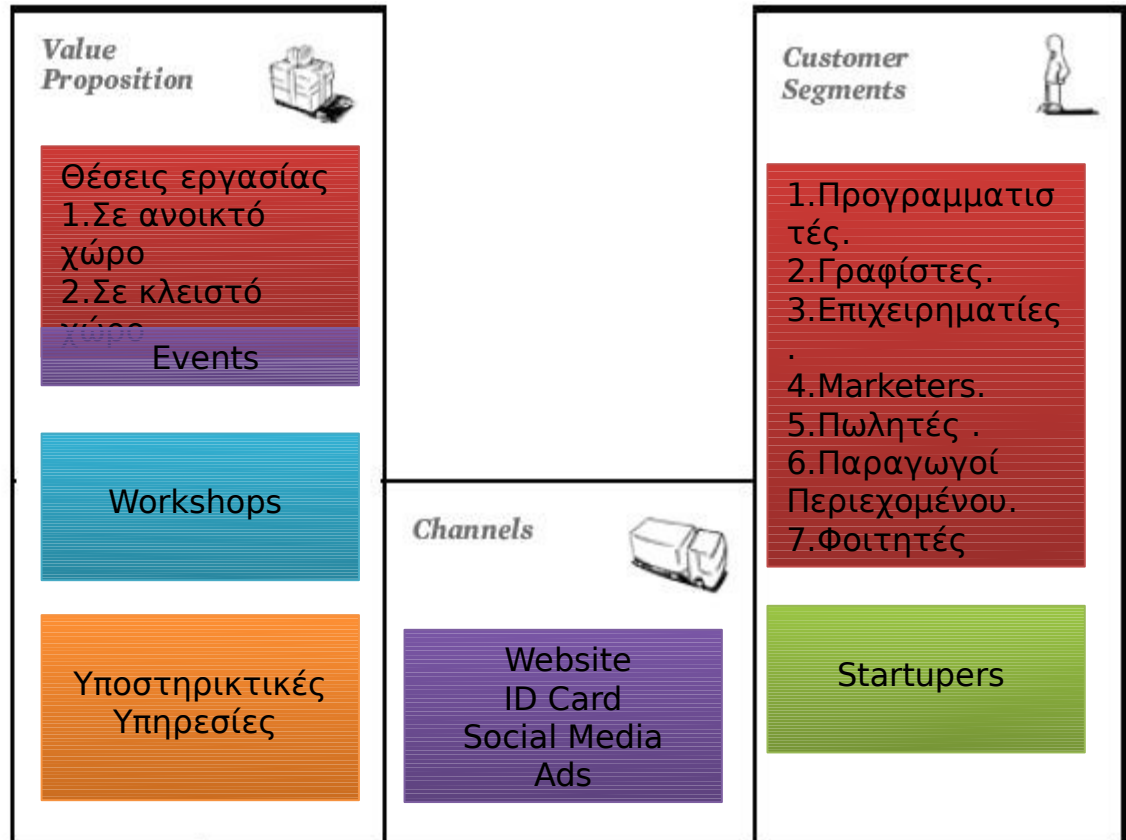 Value
Proposition
Θέσεις εργασίας
1.Σε ανοικτό
χώρο
2.Σε κλειστό
χώρο
Events
Workshops
Υποστηρικτικές
Υπηρεσίες
Channels
Website
ID Card
Social Media
Ads
Customer
Segments
1.Προγραμματισ
τές.
2.Γραφίστες.
3.Επιχειρηματίες
.
4.Marketers.
5.Πωλητές .
6.Παραγωγοί
Περιεχομένου.
7.Φοιτητές
Startupers